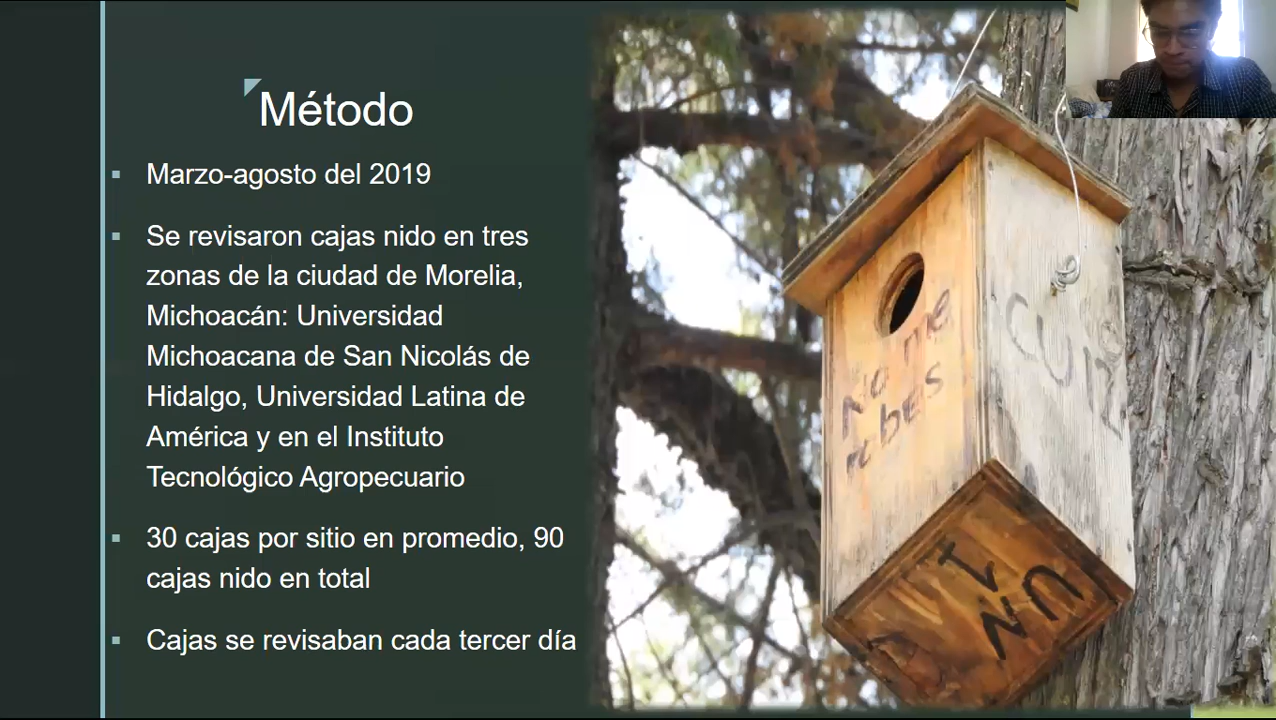 Método
Marzo-agosto del 2019
Se revisaron cajas nido en tres
zonas de la ciudad de Morelia,
Michoacán: Universidad
Michoacana de San Nicolás de
Hidalgo, Universidad Latina de
América y en el Instituto
Tecnológico Agropecuario
30 cajas por sitio en promedio, 90
cajas nido en total
Cajas se revisaban cada tercer día
No me
robes